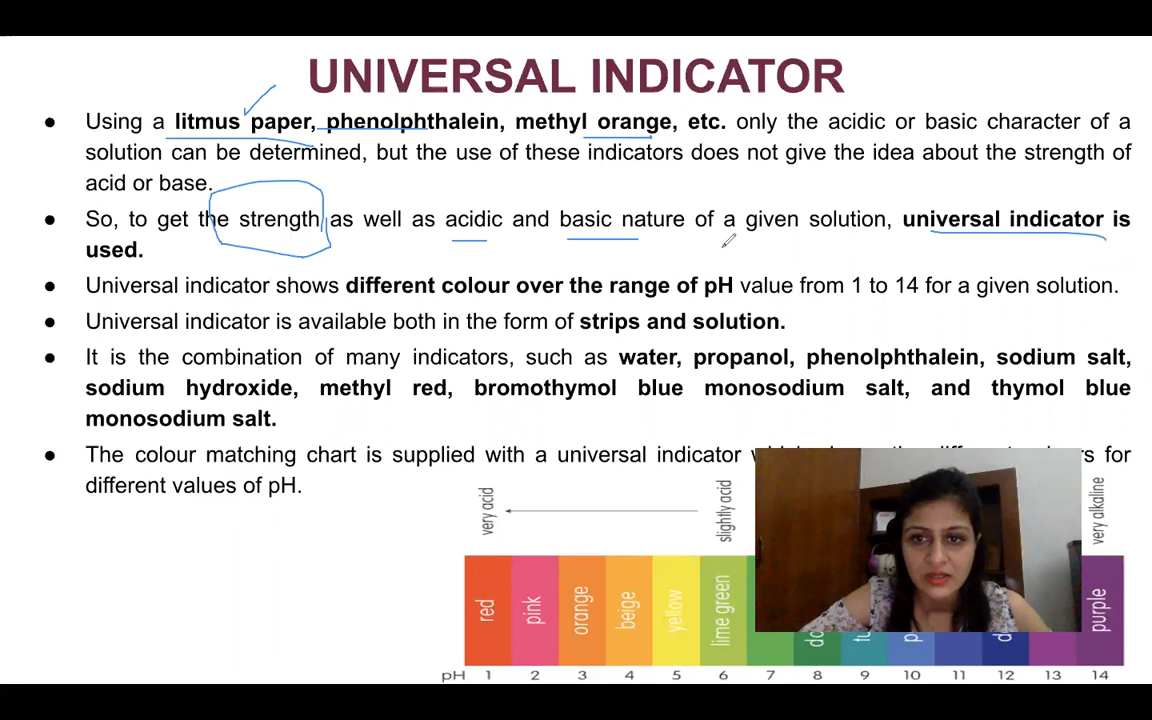 UNIVERSAL INDICATOR
● Using a litmus paper, phenolphthalein, methyl orange, etc. only the acidic or basic character of a
solution can be determined, but the use of these indicators does not give the idea about the strength of
acid or base.
● So, to get the strength as well as acidic and basic nature of a given solution, universal indicator is
used.
● Universal indicator shows different colour over the range of pH value from 1 to 14 for a given solution.
● Universal indicator is available both in the form of strips and solution.
● It is the combination of many indicators, such as water, propanol, phenolphthalein, sodium salt,
sodium hydroxide, methyl red, bromothymol blue monosodium salt, and thymol blue
monosodium salt.
● The colour matching chart is supplied with a universal indicator for
different values of pH.
very acid slightly acid very alkaline
red pink orange beige yellow lime green purple
pH 1 2 3 4 5 6 7 8 9 10 11 12 13 14